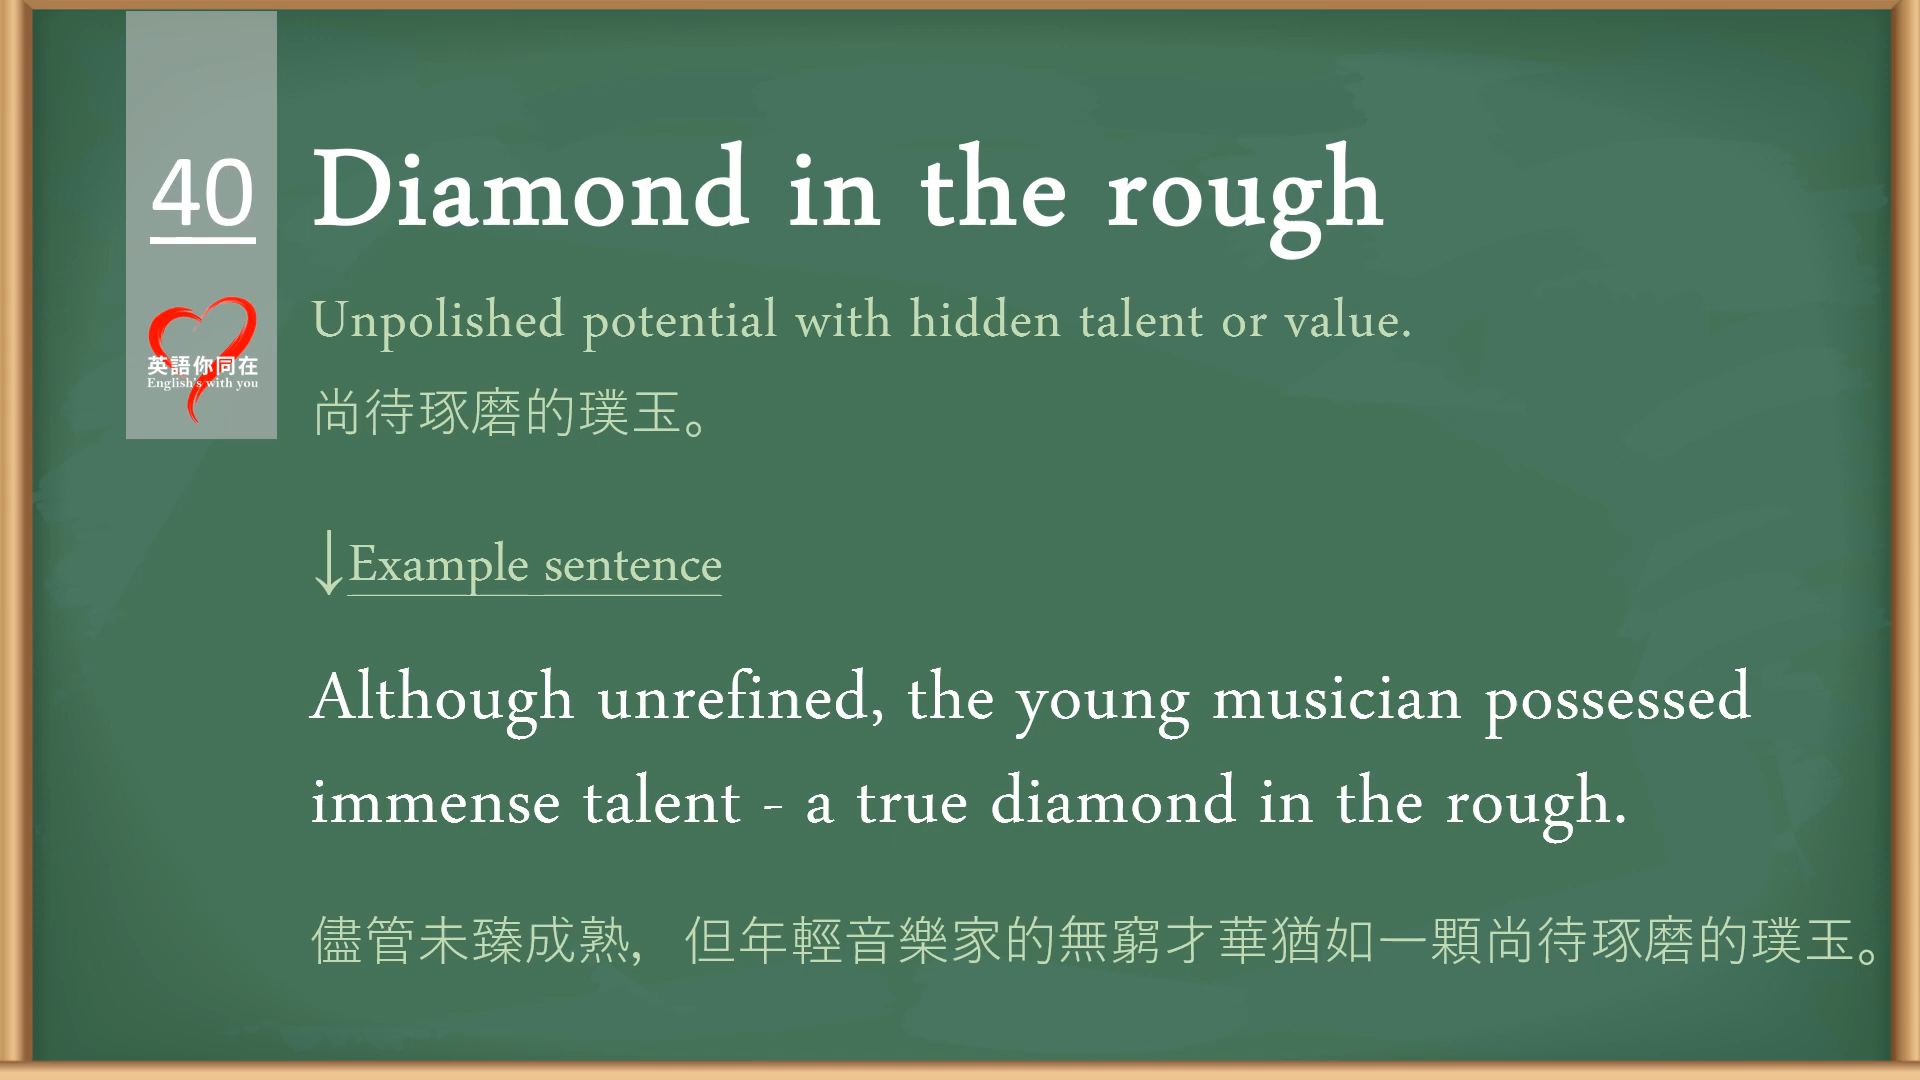 40
Diamond in the rough
英語你同在
English's with you
Unpolished potential with hidden talent or value.
尚待琢磨的璞玉。
↓Example sentence
Although unrefined, the young musician possessed
immense talent - a true diamond in the rough.
儘管未臻成熟，但年輕音樂家的無窮才華猶如一顆尚待琢磨的璞玉。